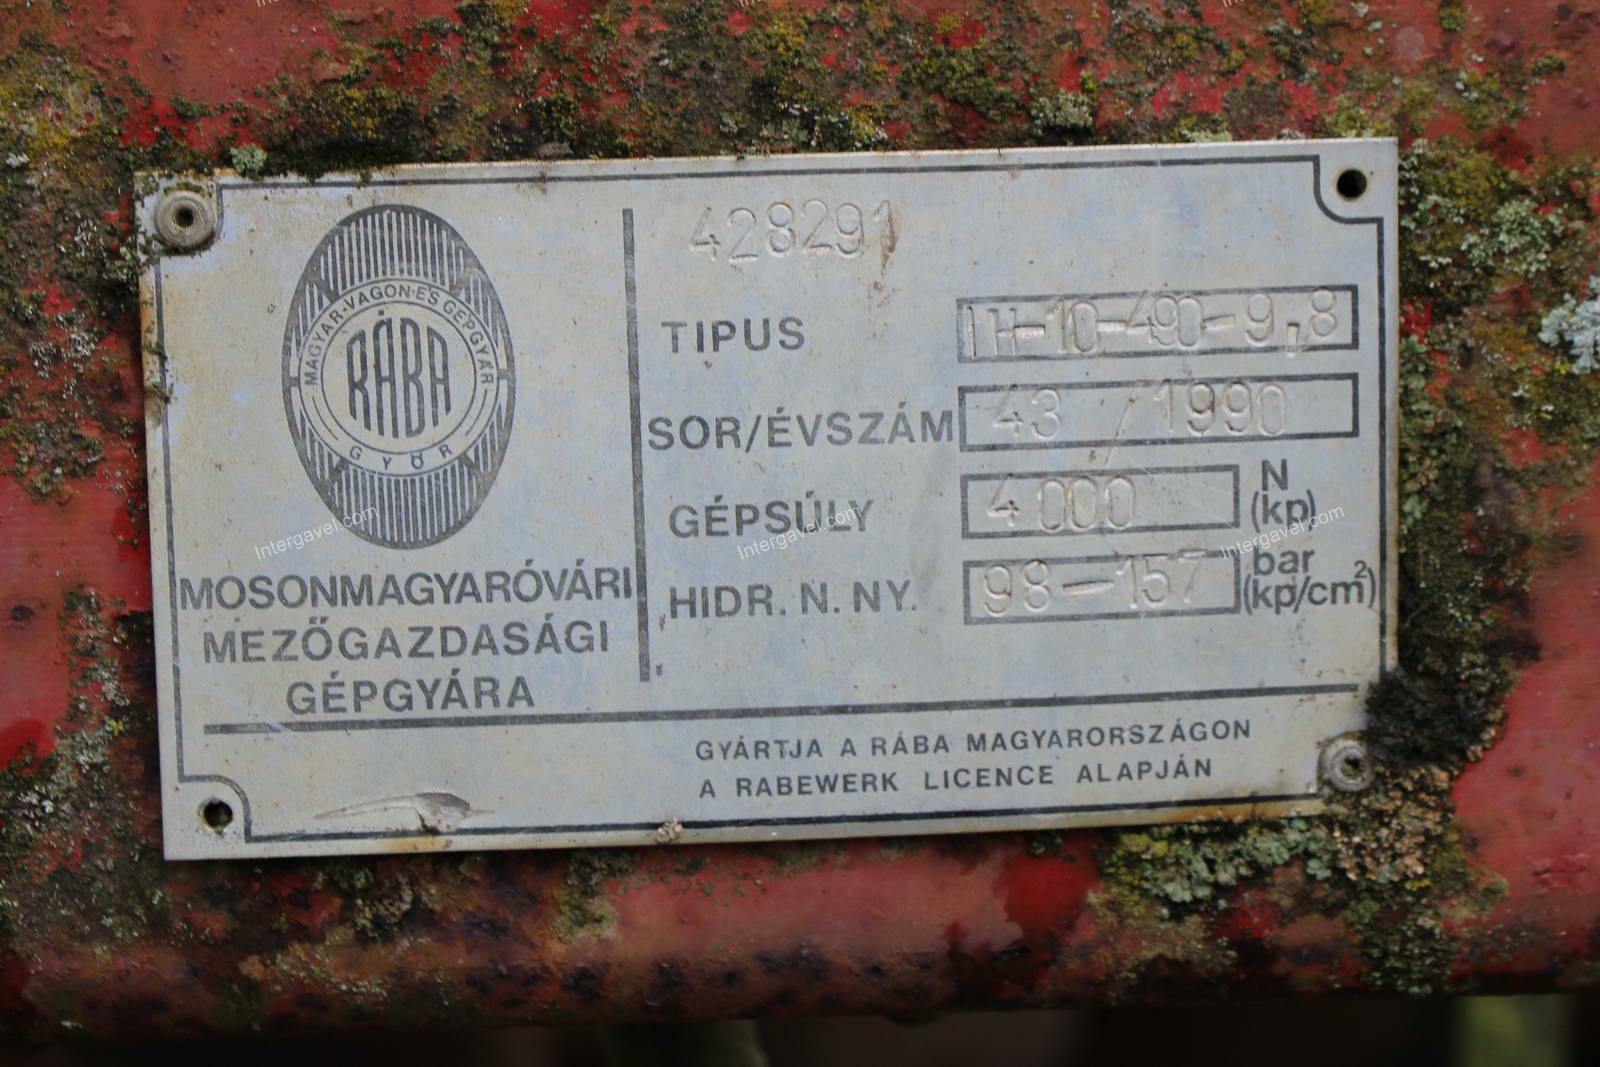 MAGYAR-VAGON-ÉS GÉPGYÁR
RÁBA
GYŐR
MOSONMAGYARÓVÁRI
MEZŐGAZDASÁGI
GÉPGYÁRA
428291
TIPUS IH-10-490-9,8
SOR/ÉVSZÁM 43 / 1990
GÉPSÚLY 4000 N (kp)
HIDR. N. NY. 98-157 bar (kp/cm²)
GYÁRTJA A RÁBA MAGYARORSZÁGON
A RABEWERK LICENCE ALAPJÁN
Intergavel.com
Intergavel.com
Intergavel.com